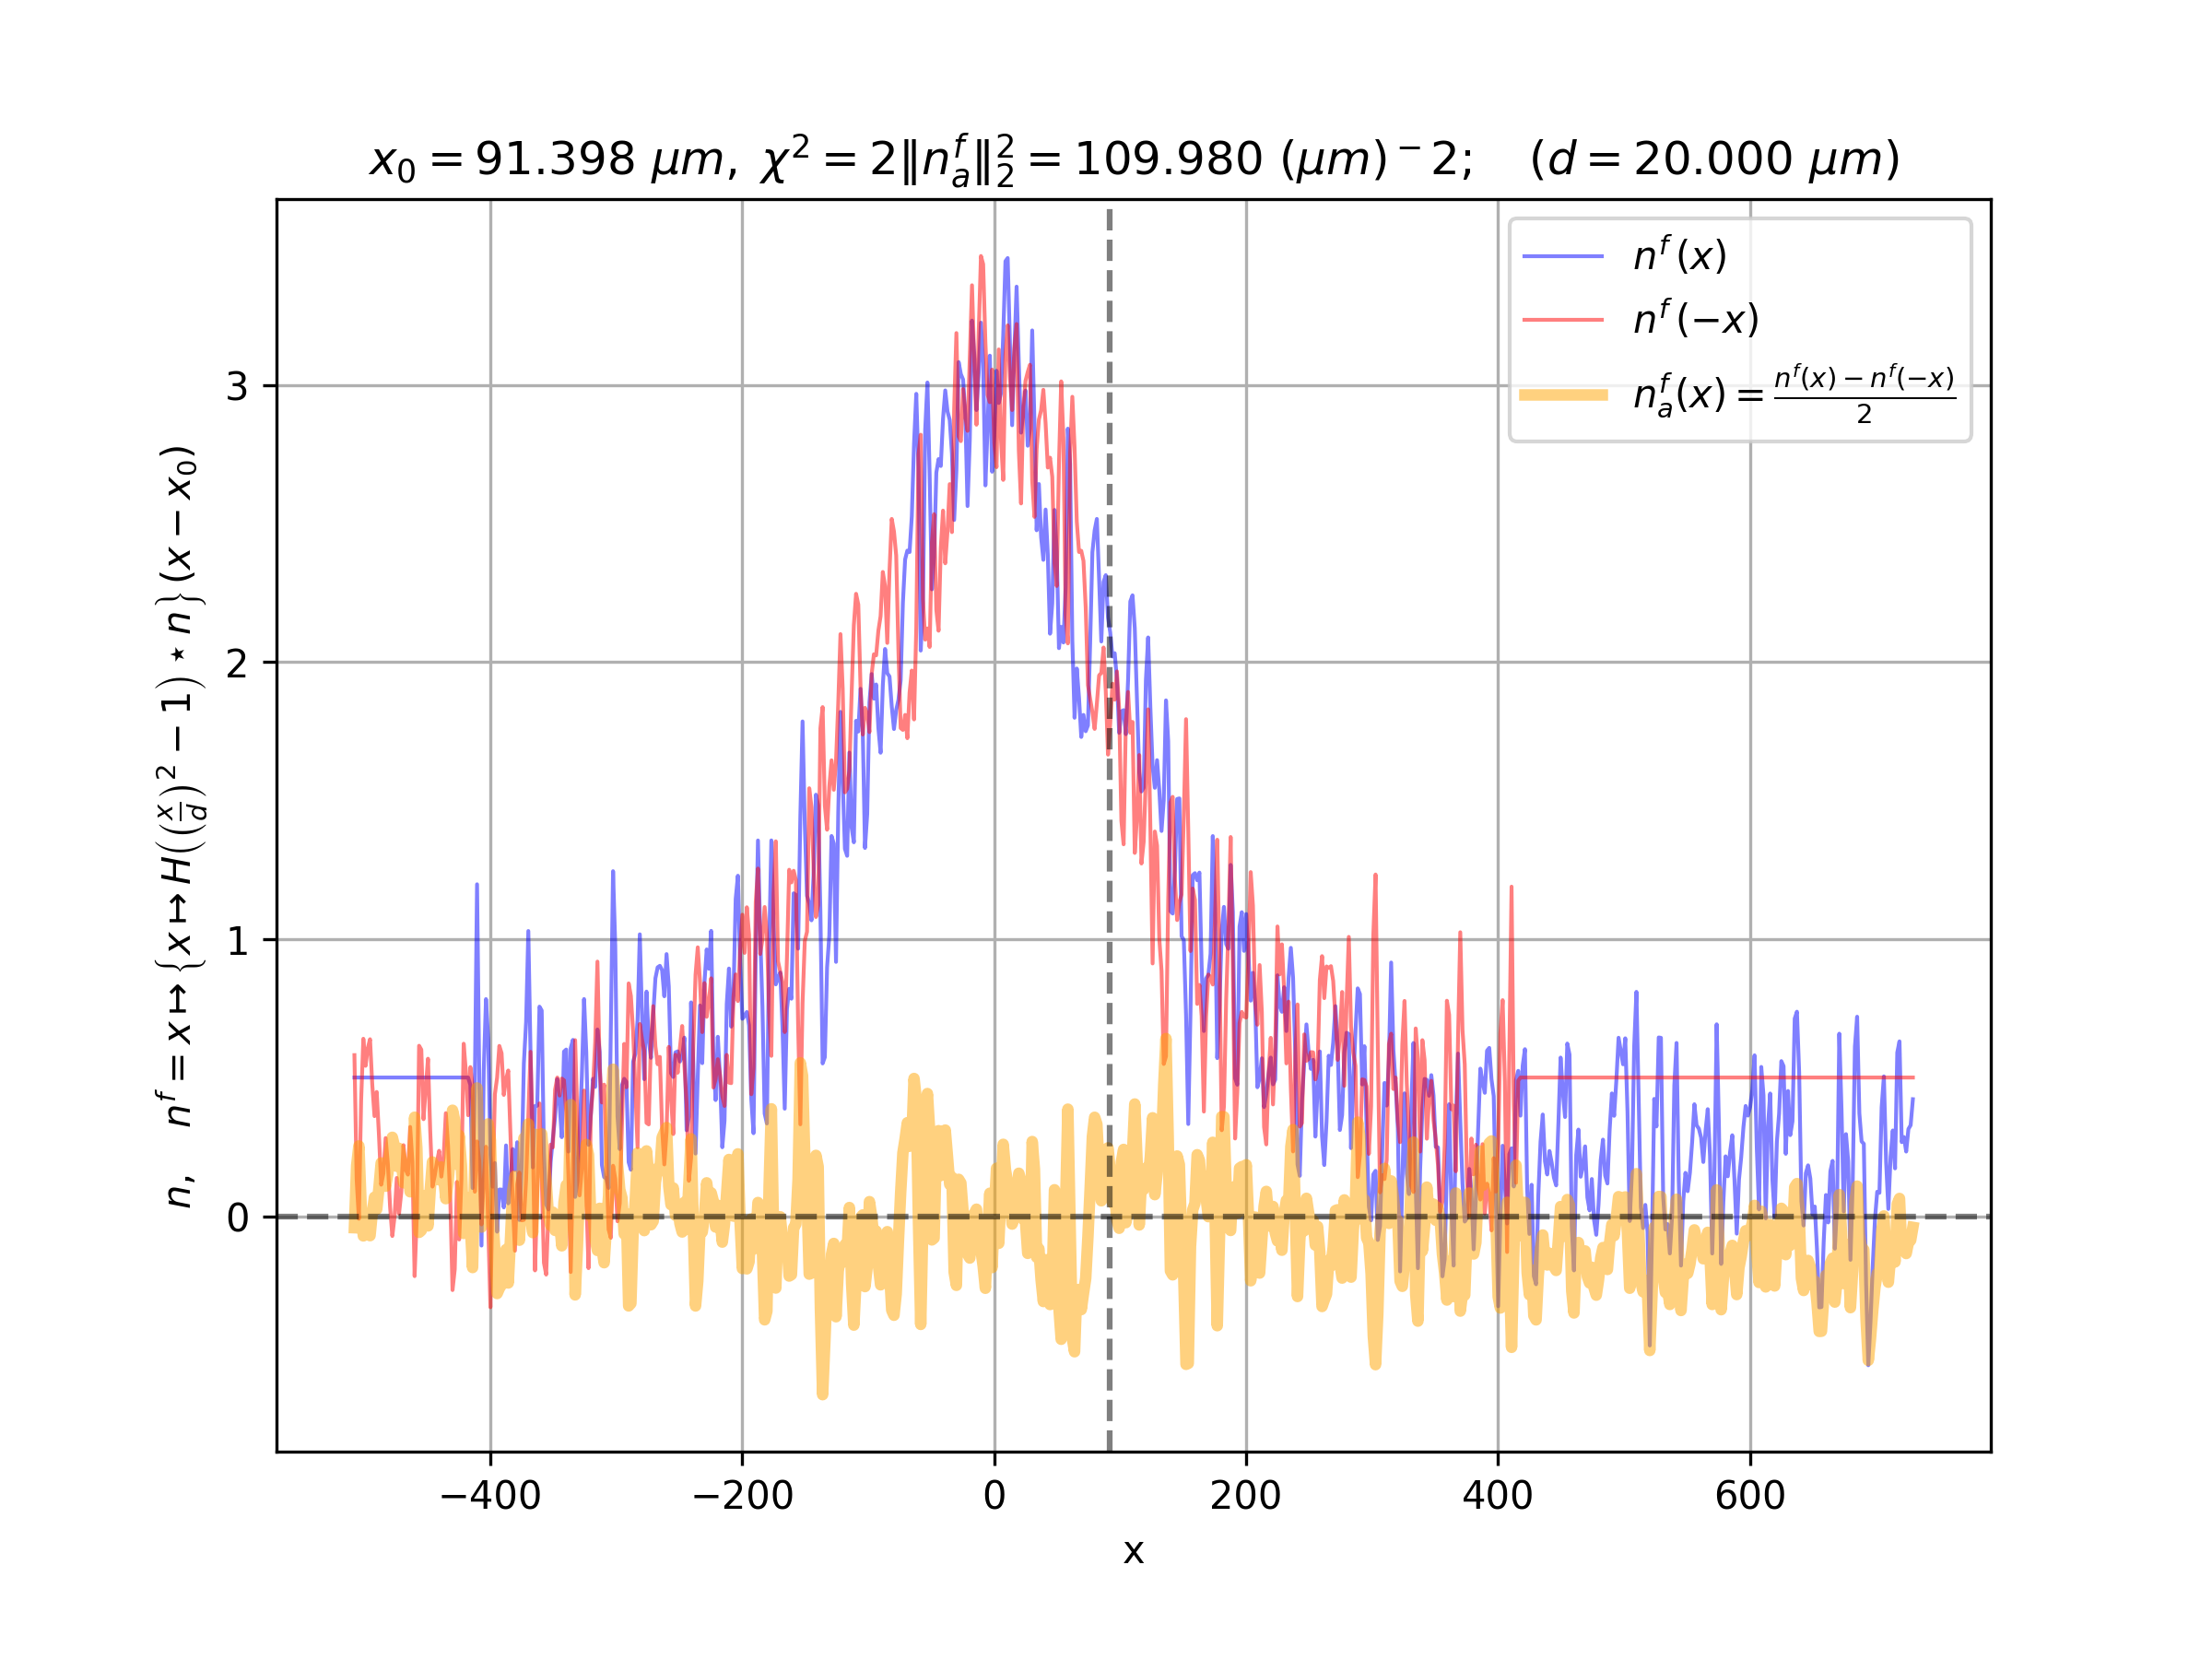 x₀ = 91.398 μm, χ² = 2‖nₐᶠ‖₂² = 109.980 (μm)⁻2; (d = 20.000 μm)
nᶠ(x)
nᶠ(−x)
nₐᶠ(x) = (nᶠ(x) − nᶠ(−x))/2
n, nᶠ = x ↦ {x ↦ H((x/d)² − 1) ⋆ n}(x − x₀)
3
2
1
0
−400
−200
0
200
400
600
x